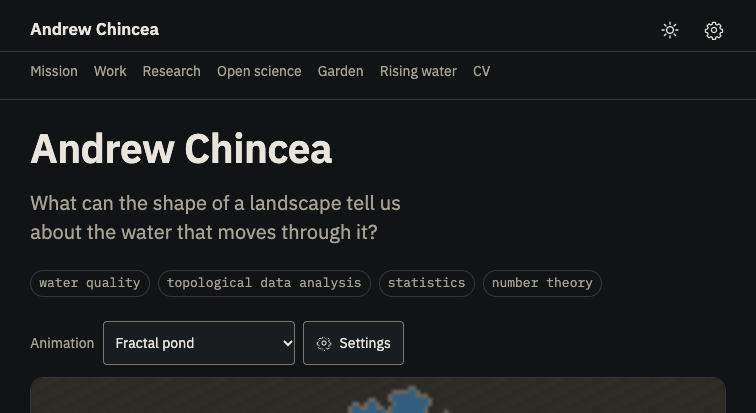 Andrew Chincea
Mission Work Research Open science Garden Rising water CV
Andrew Chincea
What can the shape of a landscape tell us
about the water that moves through it?
water quality topological data analysis statistics number theory
Animation Fractal pond Settings